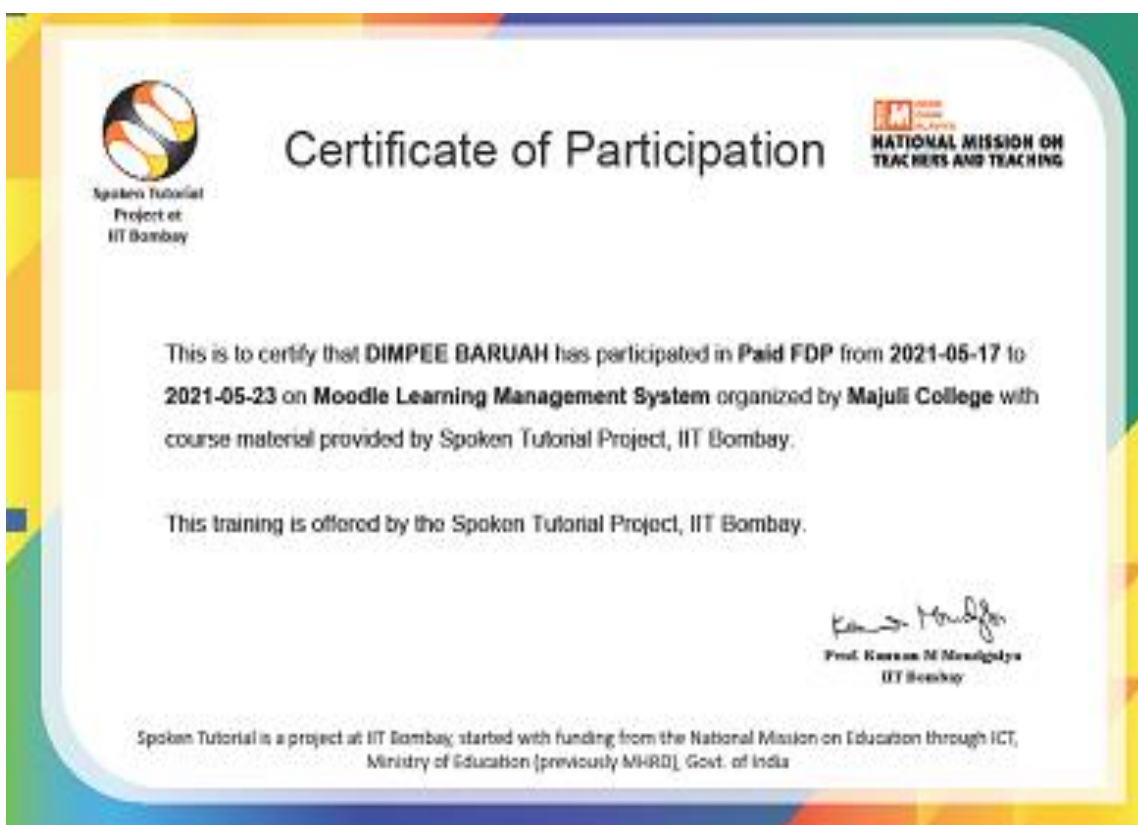 Certificate of Participation
Spoken Tutorial
Project at
IIT Bombay
NATIONAL MISSION ON
TEACHERS AND TEACHING
This is to certify that DIMPEE BARUAH has participated in Paid FDP from 2021-05-17 to
2021-05-23 on Moodle Learning Management System organized by Majuli College with
course material provided by Spoken Tutorial Project, IIT Bombay.
This training is offered by the Spoken Tutorial Project, IIT Bombay.
Prof. Kannan M Moudgalya
IIT Bombay
Spoken Tutorial is a project at IIT Bombay, started with funding from the National Mission on Education through ICT,
Ministry of Education (previously MHRD), Govt. of India